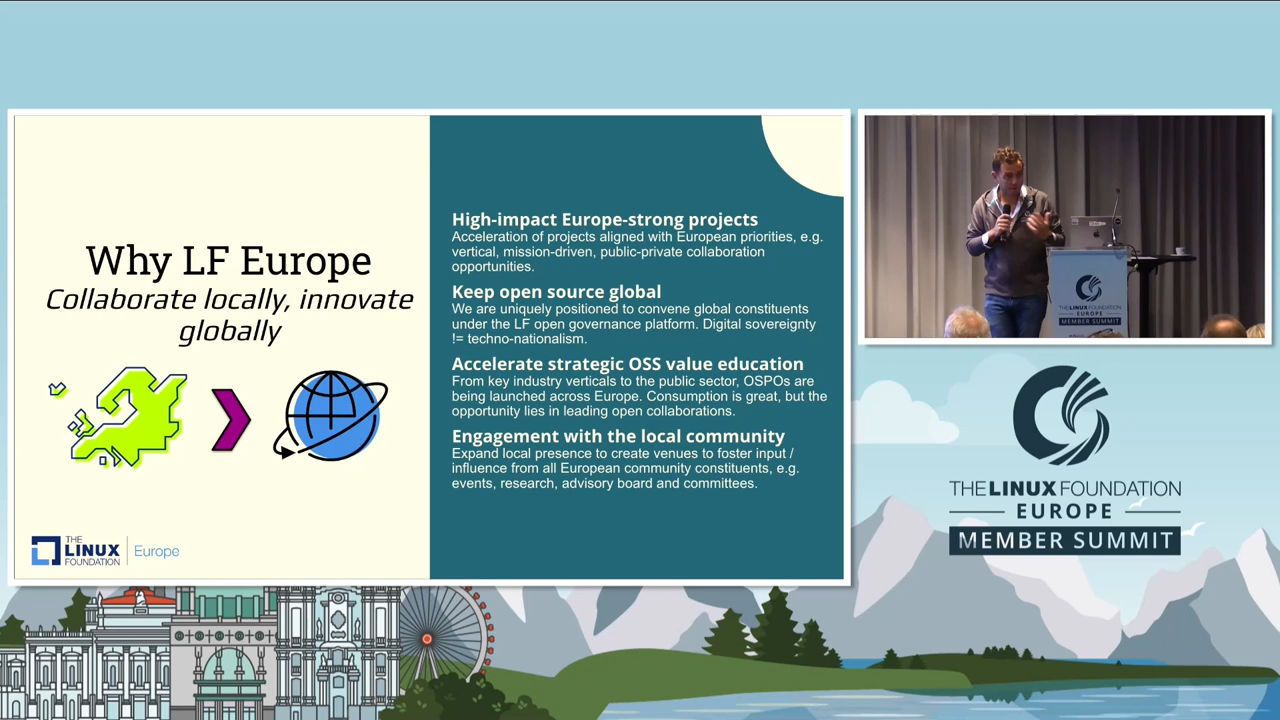 Why LF Europe
Collaborate locally, innovate
globally
THE
LINUX
FOUNDATION
Europe
High-impact Europe-strong projects
Acceleration of projects aligned with European priorities, e.g.
vertical, mission-driven, public-private collaboration
opportunities.
Keep open source global
We are uniquely positioned to convene global constituents
under the LF open governance platform. Digital sovereignty
!= techno-nationalism.
Accelerate strategic OSS value education
From key industry verticals to the public sector, OSPOs are
being launched across Europe. Consumption is great, but the
opportunity lies in leading open collaborations.
Engagement with the local community
Expand local presence to create venues to foster input /
influence from all European community constituents, e.g.
events, research, advisory board and committees.
THE LINUX FOUNDATION
EUROPE
MEMBER SUMMIT
THE LINUX FOUNDATION
EUROPE
MEMBER SUMMIT